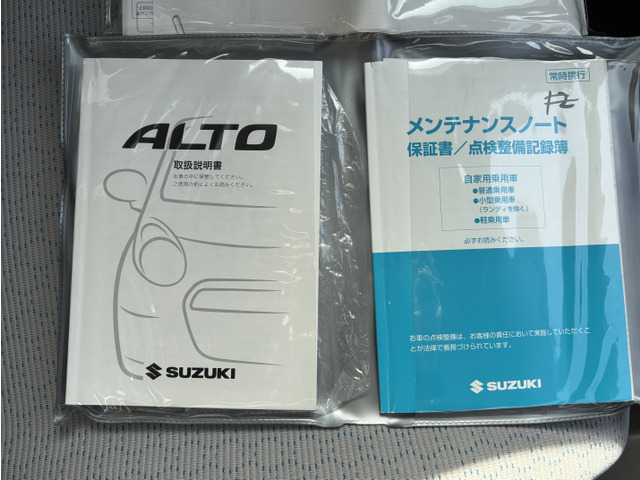 ALTO
取扱説明書
お車の中に保管してください。
ご使用の前によくお読みください。
SUZUKI
常時携行
メンテナンスノート
保証書／点検整備記録簿
自家用乗用車
●普通乗用車
●小型乗用車
（ランディを除く）
●軽乗用車
必ずお読みください。
お車の点検整備は、お客様の責任において実施していただくこ
とが法律で義務づけられています。
SUZUKI